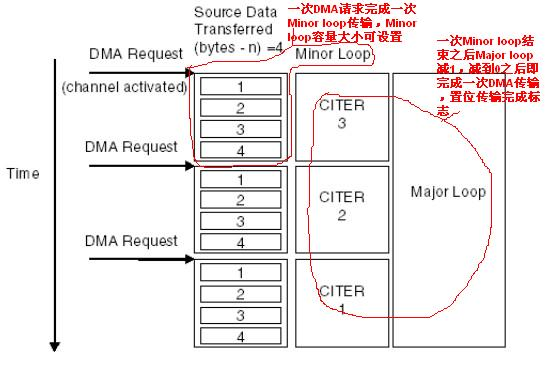 Source Data
Transferred
(bytes - n) =4
一次DMA请求完成一次
Minor loop传输，Minor
loop容量大小可设置
Minor Loop
一次Minor loop结
束之后Major loop
减1，减到0之后即
完成一次DMA传输
，置位传输完成标
志
DMA Request
(channel activated)
1
2
3
4
CITER
3
DMA Request
1
2
3
4
CITER
2
Major Loop
Time
DMA Request
1
2
3
4
CITER
1